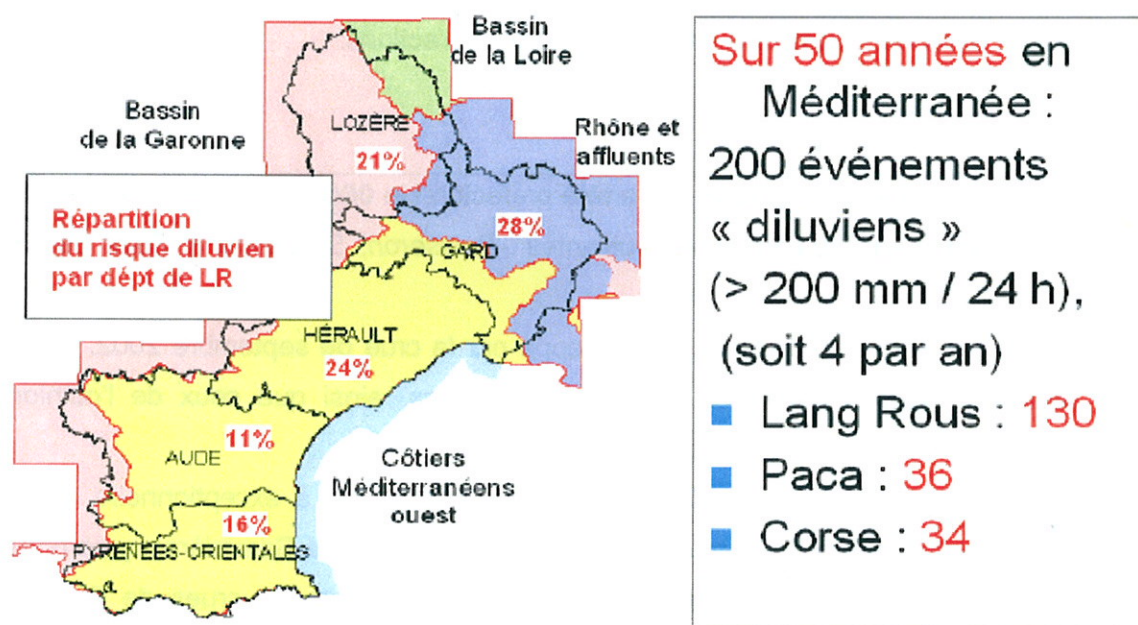 Bassin
de la Loire
Bassin
de la Garonne
LOZÈRE
21%
Rhône et
affluents
Répartition
du risque diluvien
par dépt de LR
28%
GARD
HÉRAULT
24%
11%
AUDE
Côtiers
Méditerranéens
ouest
16%
PYRÉNÉES-ORIENTALES
Sur 50 années en
Méditerranée :
200 événements
« diluviens »
(> 200 mm / 24 h),
(soit 4 par an)
Lang Rous : 130
Paca : 36
Corse : 34